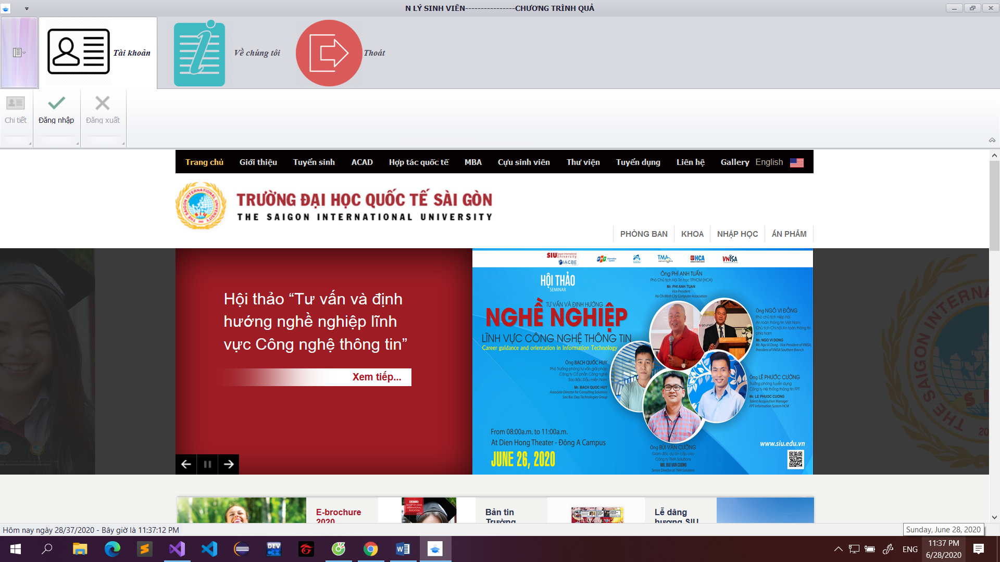 N LÝ SINH VIÊN----------------CHƯƠNG TRÌNH QUẢ
Tài khoản
Về chúng tôi
Thoát
Chi tiết
Đăng nhập
Đăng xuất
Trang chủ
Giới thiệu
Tuyển sinh
ACAD
Hợp tác quốc tế
MBA
Cựu sinh viên
Thư viện
Tuyển dụng
Liên hệ
Gallery
English
TRƯỜNG ĐẠI HỌC QUỐC TẾ SÀI GÒN
THE SAIGON INTERNATIONAL UNIVERSITY
PHÒNG BAN
KHOA
NHẬP HỌC
ẤN PHẨM
Hội thảo “Tư vấn và định
hướng nghề nghiệp lĩnh
vực Công nghệ thông tin”
Xem tiếp...
SIU Saigon International
University
IACBE
FPT Information System
TMA
solutions
HCA
VNISA
HỘI THẢO
SEMINAR
TƯ VẤN VÀ ĐỊNH HƯỚNG
NGHỀ NGHIỆP
LĨNH VỰC CÔNG NGHỆ THÔNG TIN
Career guidance and orientation in Information Technology
Ông PHÍ ANH TUẤN
Phó Chủ tịch Hội Tin học TPHCM (HCA)
Mr. PHI ANH TUAN
Vice President
Ho Chi Minh City Computer Association
Ông NGÔ VI ĐỒNG
Phó chủ tịch Hiệp hội
An toàn thông tin Việt Nam,
Chủ tịch Chi hội An toàn thông tin
phía Nam
Mr. NGO VI DONG
Mr. Ngo Vi Dong - Vice President of VNISA,
President of VNISA Southern Branch
Ông BẠCH QUỐC HUY
Phó Trưởng phòng tư vấn giải pháp
Công ty Cổ phần Công nghệ
Sao Bắc Đẩu miền Nam
Mr. BACH QUOC HUY
Associate Director for Consulting Solutions
Sao Bac Dau Technologies Group
Ông LÊ PHƯỚC CƯỜNG
Trưởng phòng tuyển dụng
Công ty Hệ thống thông tin FPT
Mr. LE PHUOC CUONG
Talent Acquisition Manager
FPT Information System HCM
Ông BÙI VĂN CƯỜNG
Giám đốc dự án cấp cao
Công ty TMA Solutions
MR. BUI VAN CUONG
Senior Director at TMA Solutions
From 08:00a.m. to 11:00a.m.
At Dien Hong Theater - Đông A Campus
JUNE 26, 2020
www.siu.edu.vn
E-brochure
2020
Bản tin
Trường
Lễ dâng
hương SIU
Hôm nay ngày 28/37/2020 - Bây giờ là 11:37:12 PM
Sunday, June 28, 2020
DEV
C++
ENG
11:37 PM
6/28/2020